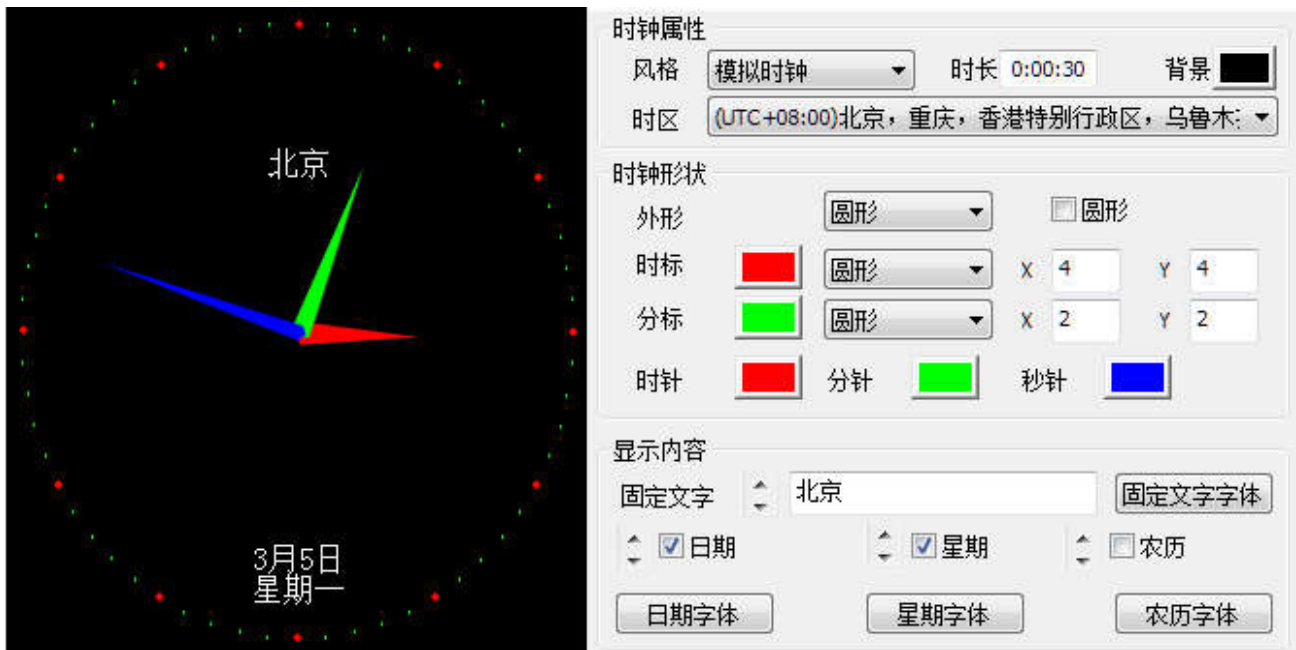 北京
3月5日
星期一
时钟属性
风格 模拟时钟 时长 0:00:30 背景
时区 (UTC+08:00)北京，重庆，香港特别行政区，乌鲁木
时钟形状
外形 圆形 圆形
时标 圆形 X 4 Y 4
分标 圆形 X 2 Y 2
时针 分针 秒针
显示内容
固定文字 北京 固定文字字体
日期 星期 农历
日期字体 星期字体 农历字体